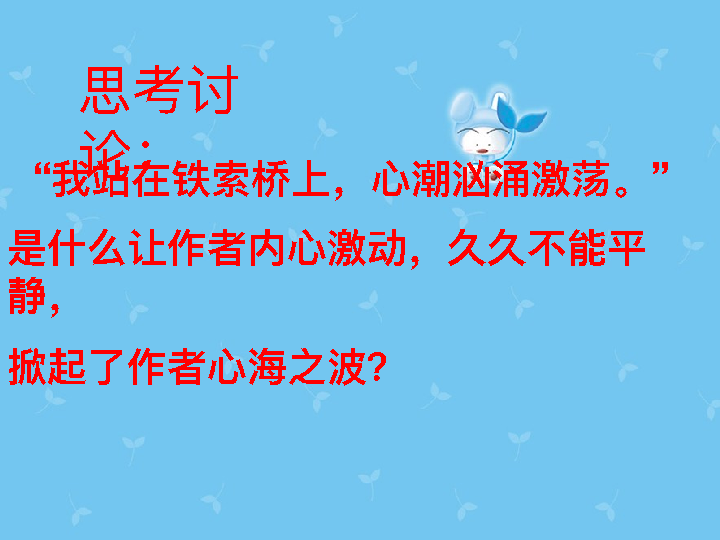 思考讨
论：
“我站在铁索桥上，心潮汹涌激荡。”
是什么让作者内心激动，久久不能平
静，
掀起了作者心海之波？